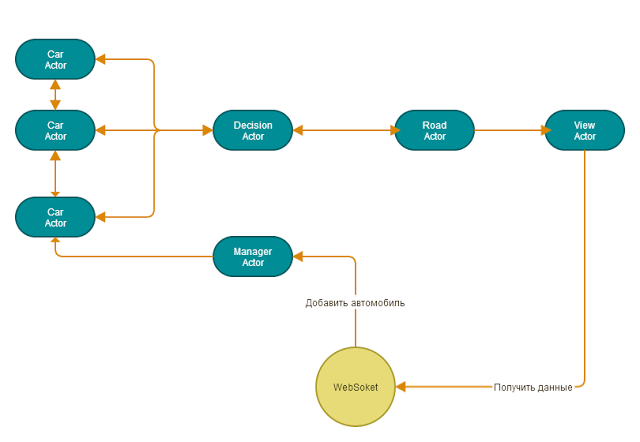 Car
Actor
Car
Actor
Decision
Actor
Road
Actor
View
Actor
Car
Actor
Manager
Actor
Добавить автомобиль
WebSoket
Получить данные